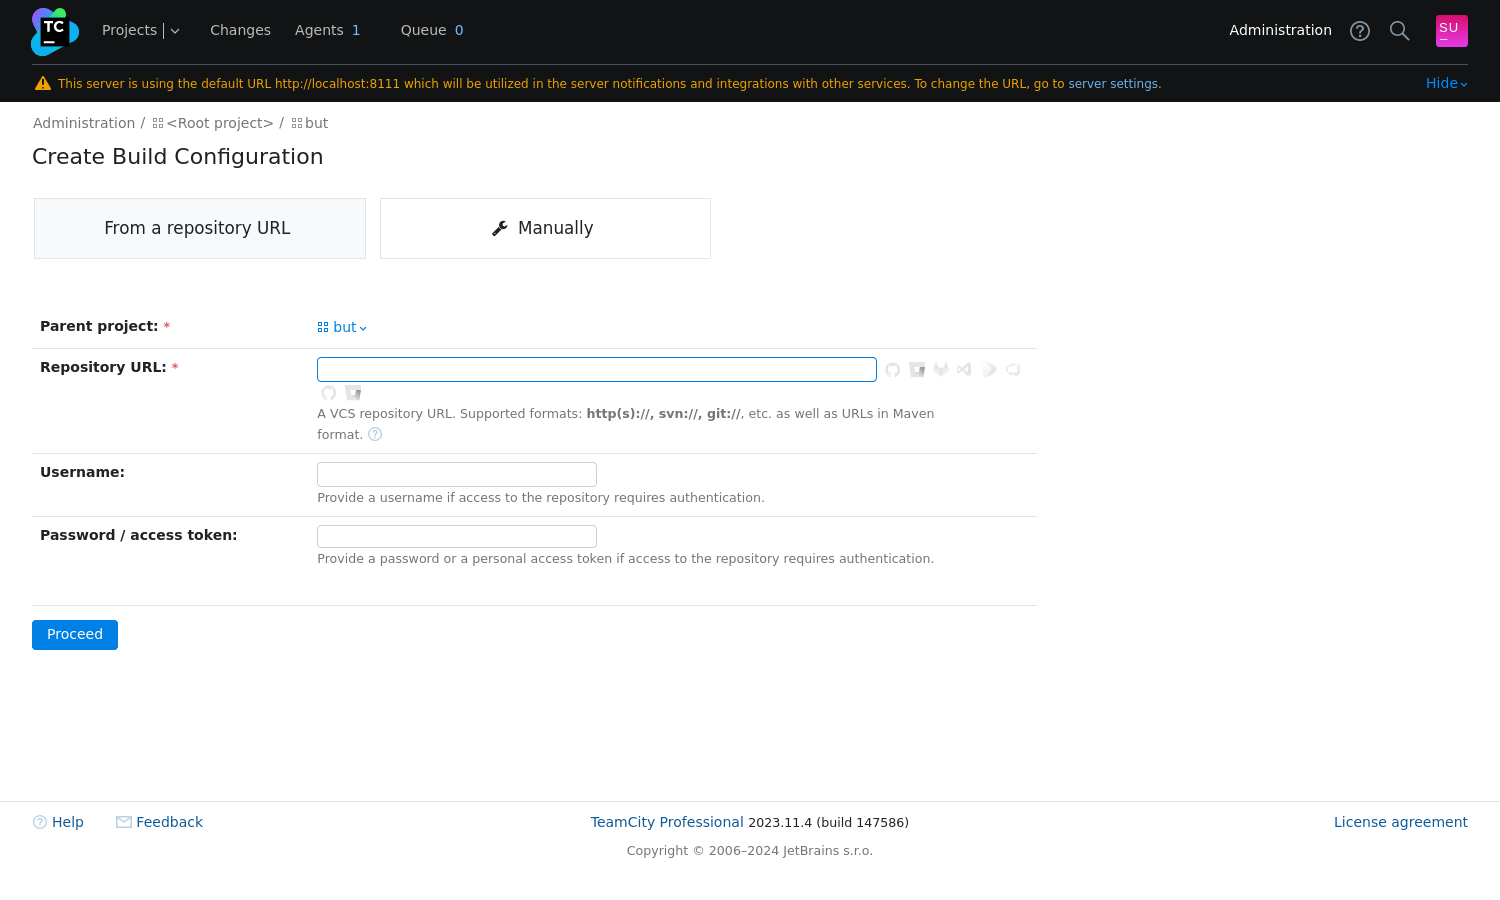 TC Projects Changes Agents 1 Queue 0 Administration SU
This server is using the default URL http://localhost:8111 which will be utilized in the server notifications and integrations with other services. To change the URL, go to server settings. Hide
Administration / <Root project> / but
Create Build Configuration
From a repository URL Manually
Parent project: * but
Repository URL: *
A VCS repository URL. Supported formats: http(s)://, svn://, git://, etc. as well as URLs in Maven
format.
Username:
Provide a username if access to the repository requires authentication.
Password / access token:
Provide a password or a personal access token if access to the repository requires authentication.
Proceed
Help Feedback TeamCity Professional 2023.11.4 (build 147586) License agreement
Copyright © 2006–2024 JetBrains s.r.o.